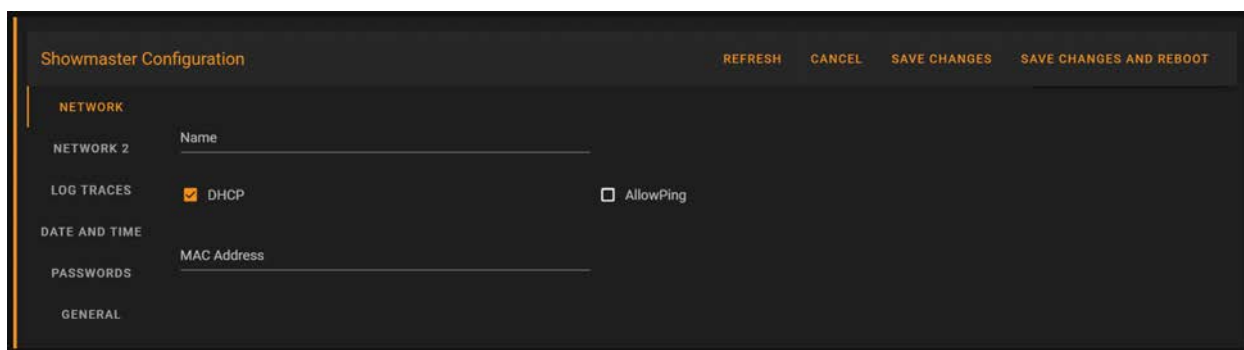 Showmaster Configuration
REFRESH
CANCEL
SAVE CHANGES
SAVE CHANGES AND REBOOT
NETWORK
NETWORK 2
LOG TRACES
DATE AND TIME
PASSWORDS
GENERAL
Name
DHCP
AllowPing
MAC Address